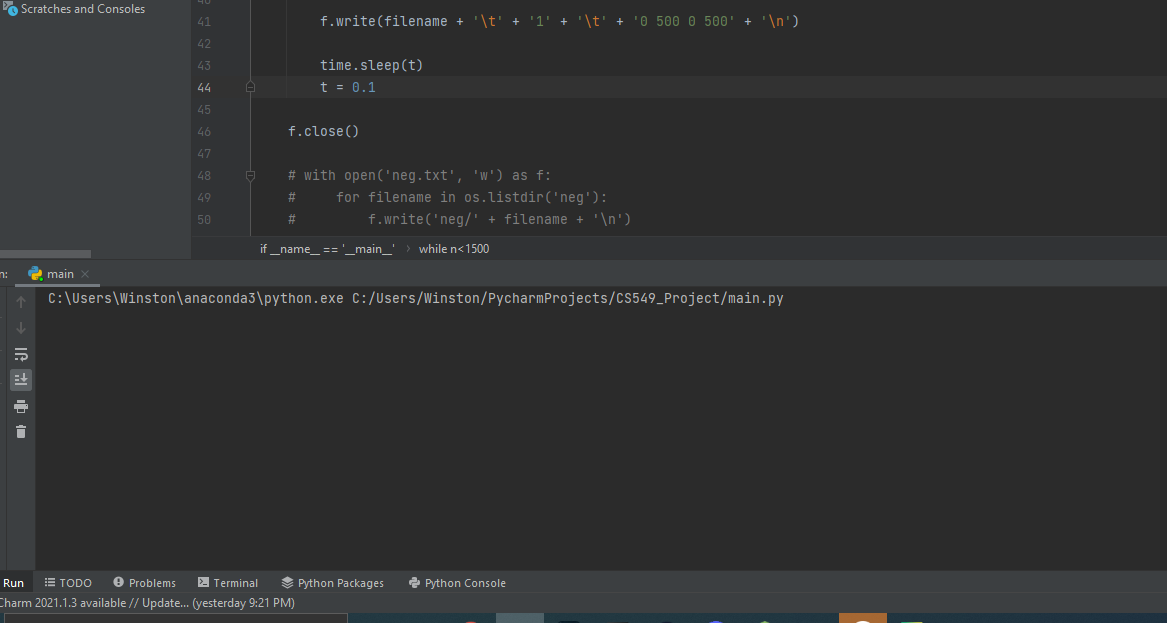 Scratches and Consoles
41 f.write(filename + '\t' + '1' + '\t' + '0 500 0 500' + '\n')
42
43 time.sleep(t)
44 t = 0.1
45
46 f.close()
47
48 # with open('neg.txt', 'w') as f:
49 #     for filename in os.listdir('neg'):
50 #         f.write('neg/' + filename + '\n')
if __name__ == '__main__' › while n<1500
n: main
C:\Users\Winston\anaconda3\python.exe C:/Users/Winston/PycharmProjects/CS549_Project/main.py
Run TODO Problems Terminal Python Packages Python Console
Charm 2021.1.3 available // Update... (yesterday 9:21 PM)